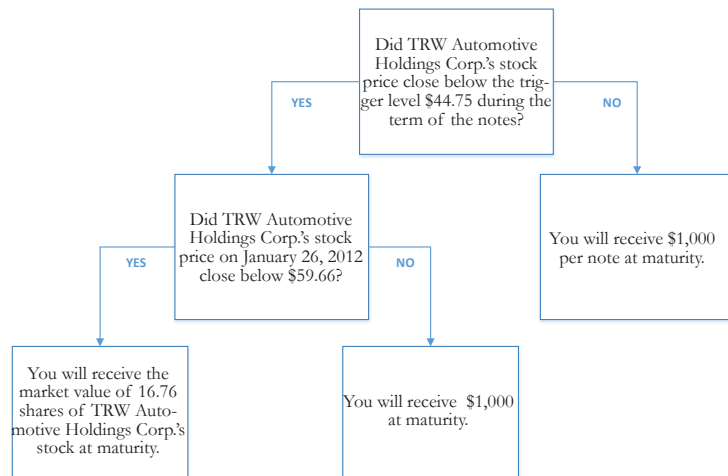 Did TRW Automotive
Holdings Corp.'s stock
price close below the trig-
ger level $44.75 during the
term of the notes?
YES
NO
Did TRW Automotive
Holdings Corp.'s stock
price on January 26, 2012
close below $59.66?
You will receive $1,000
per note at maturity.
YES
NO
You will receive the
market value of 16.76
shares of TRW Auto-
motive Holdings Corp.'s
stock at maturity.
You will receive $1,000
at maturity.